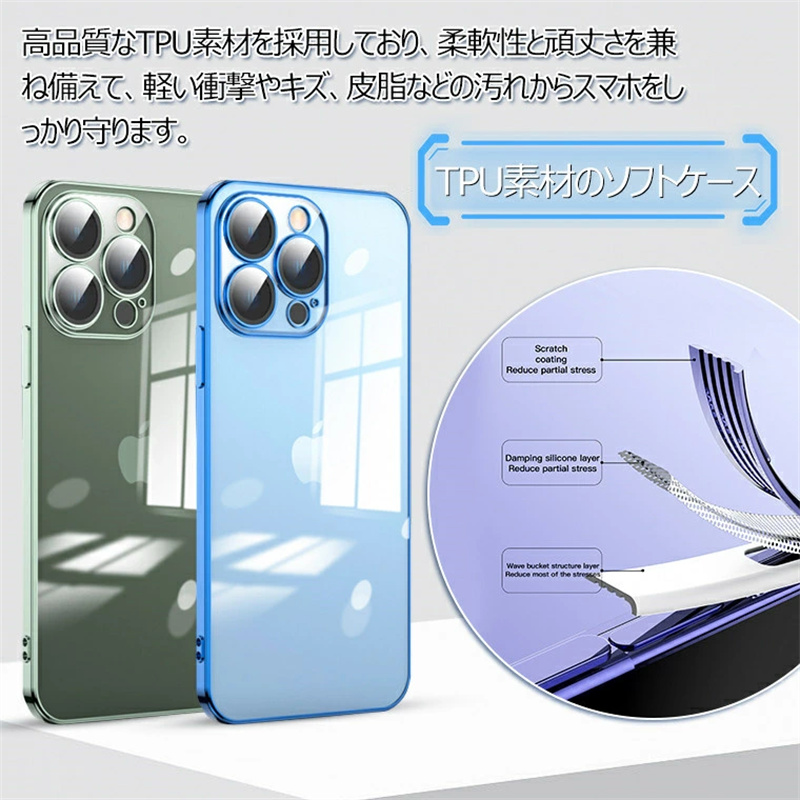 高品質なTPU素材を採用しており、柔軟性と頑丈さを兼
ね備えて、軽い衝撃やキズ、皮脂などの汚れからスマホをし
っかり守ります。
TPU素材のソフトケース
Scratch
coating
Reduce partial stress
Damping silicone layer
Reduce partial stress
Wave bucket structure layer
Reduce most of the stresses